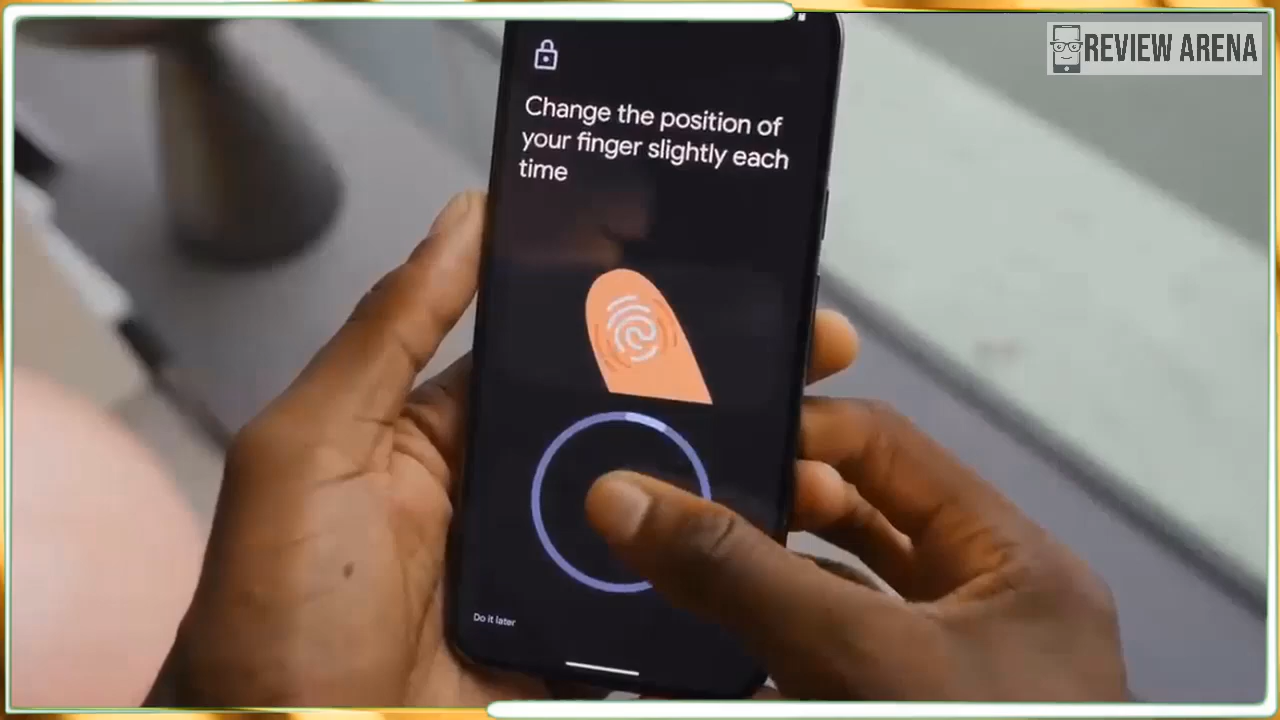 REVIEW ARENA
Change the position of
your finger slightly each
time
Do it later